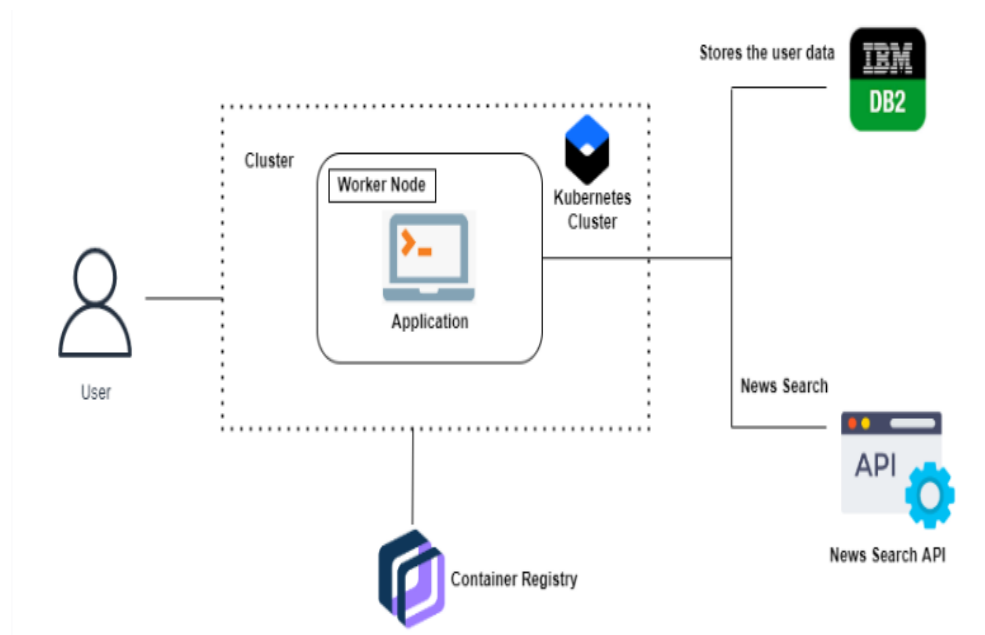 Stores the user data
IBM
DB2
Cluster
Worker Node
Kubernetes
Cluster
Application
User
News Search
API
News Search API
Container Registry